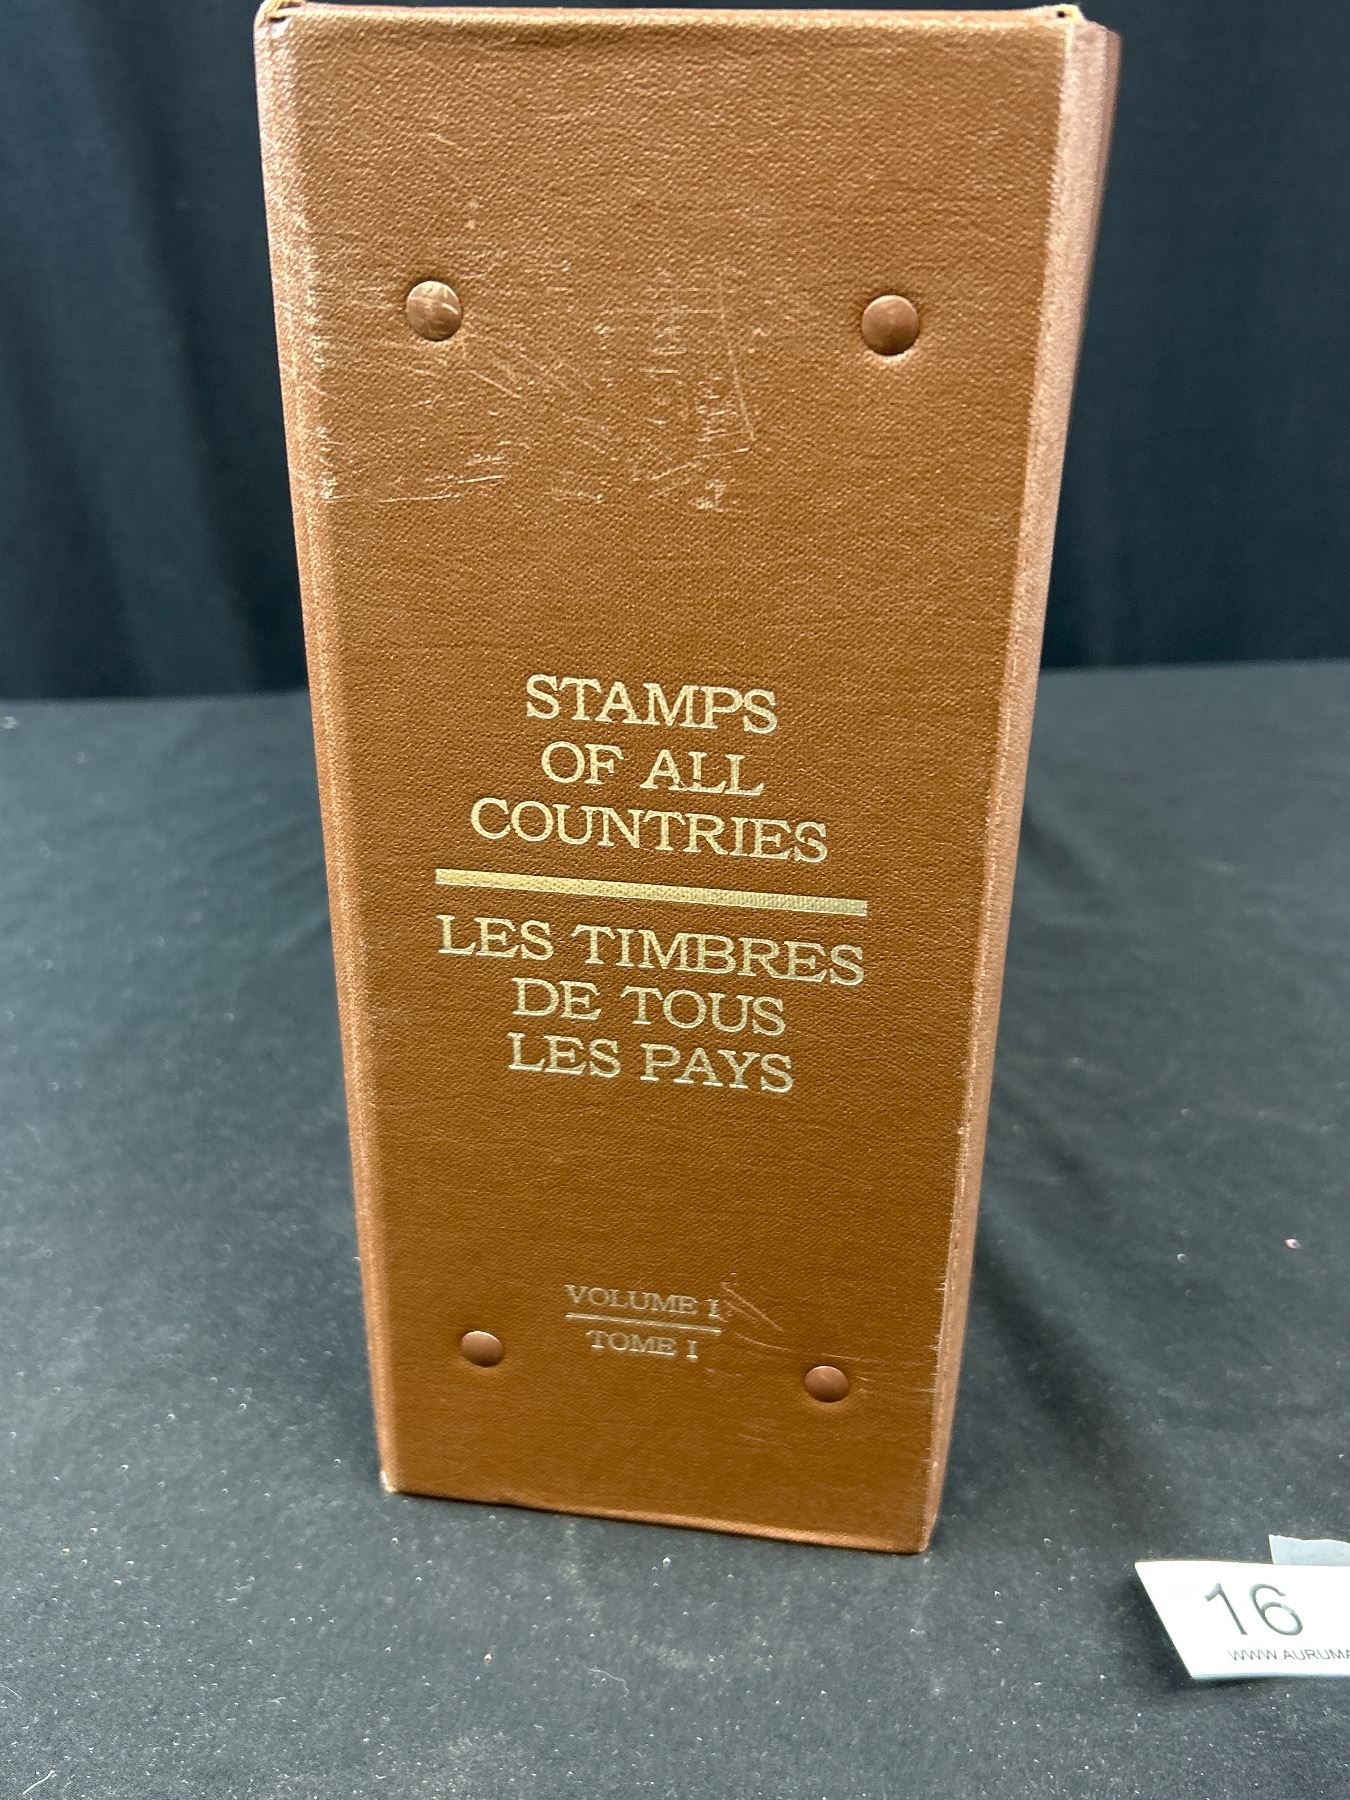 STAMPS
OF ALL
COUNTRIES
LES TIMBRES
DE TOUS
LES PAYS
VOLUME I
TOME I
16